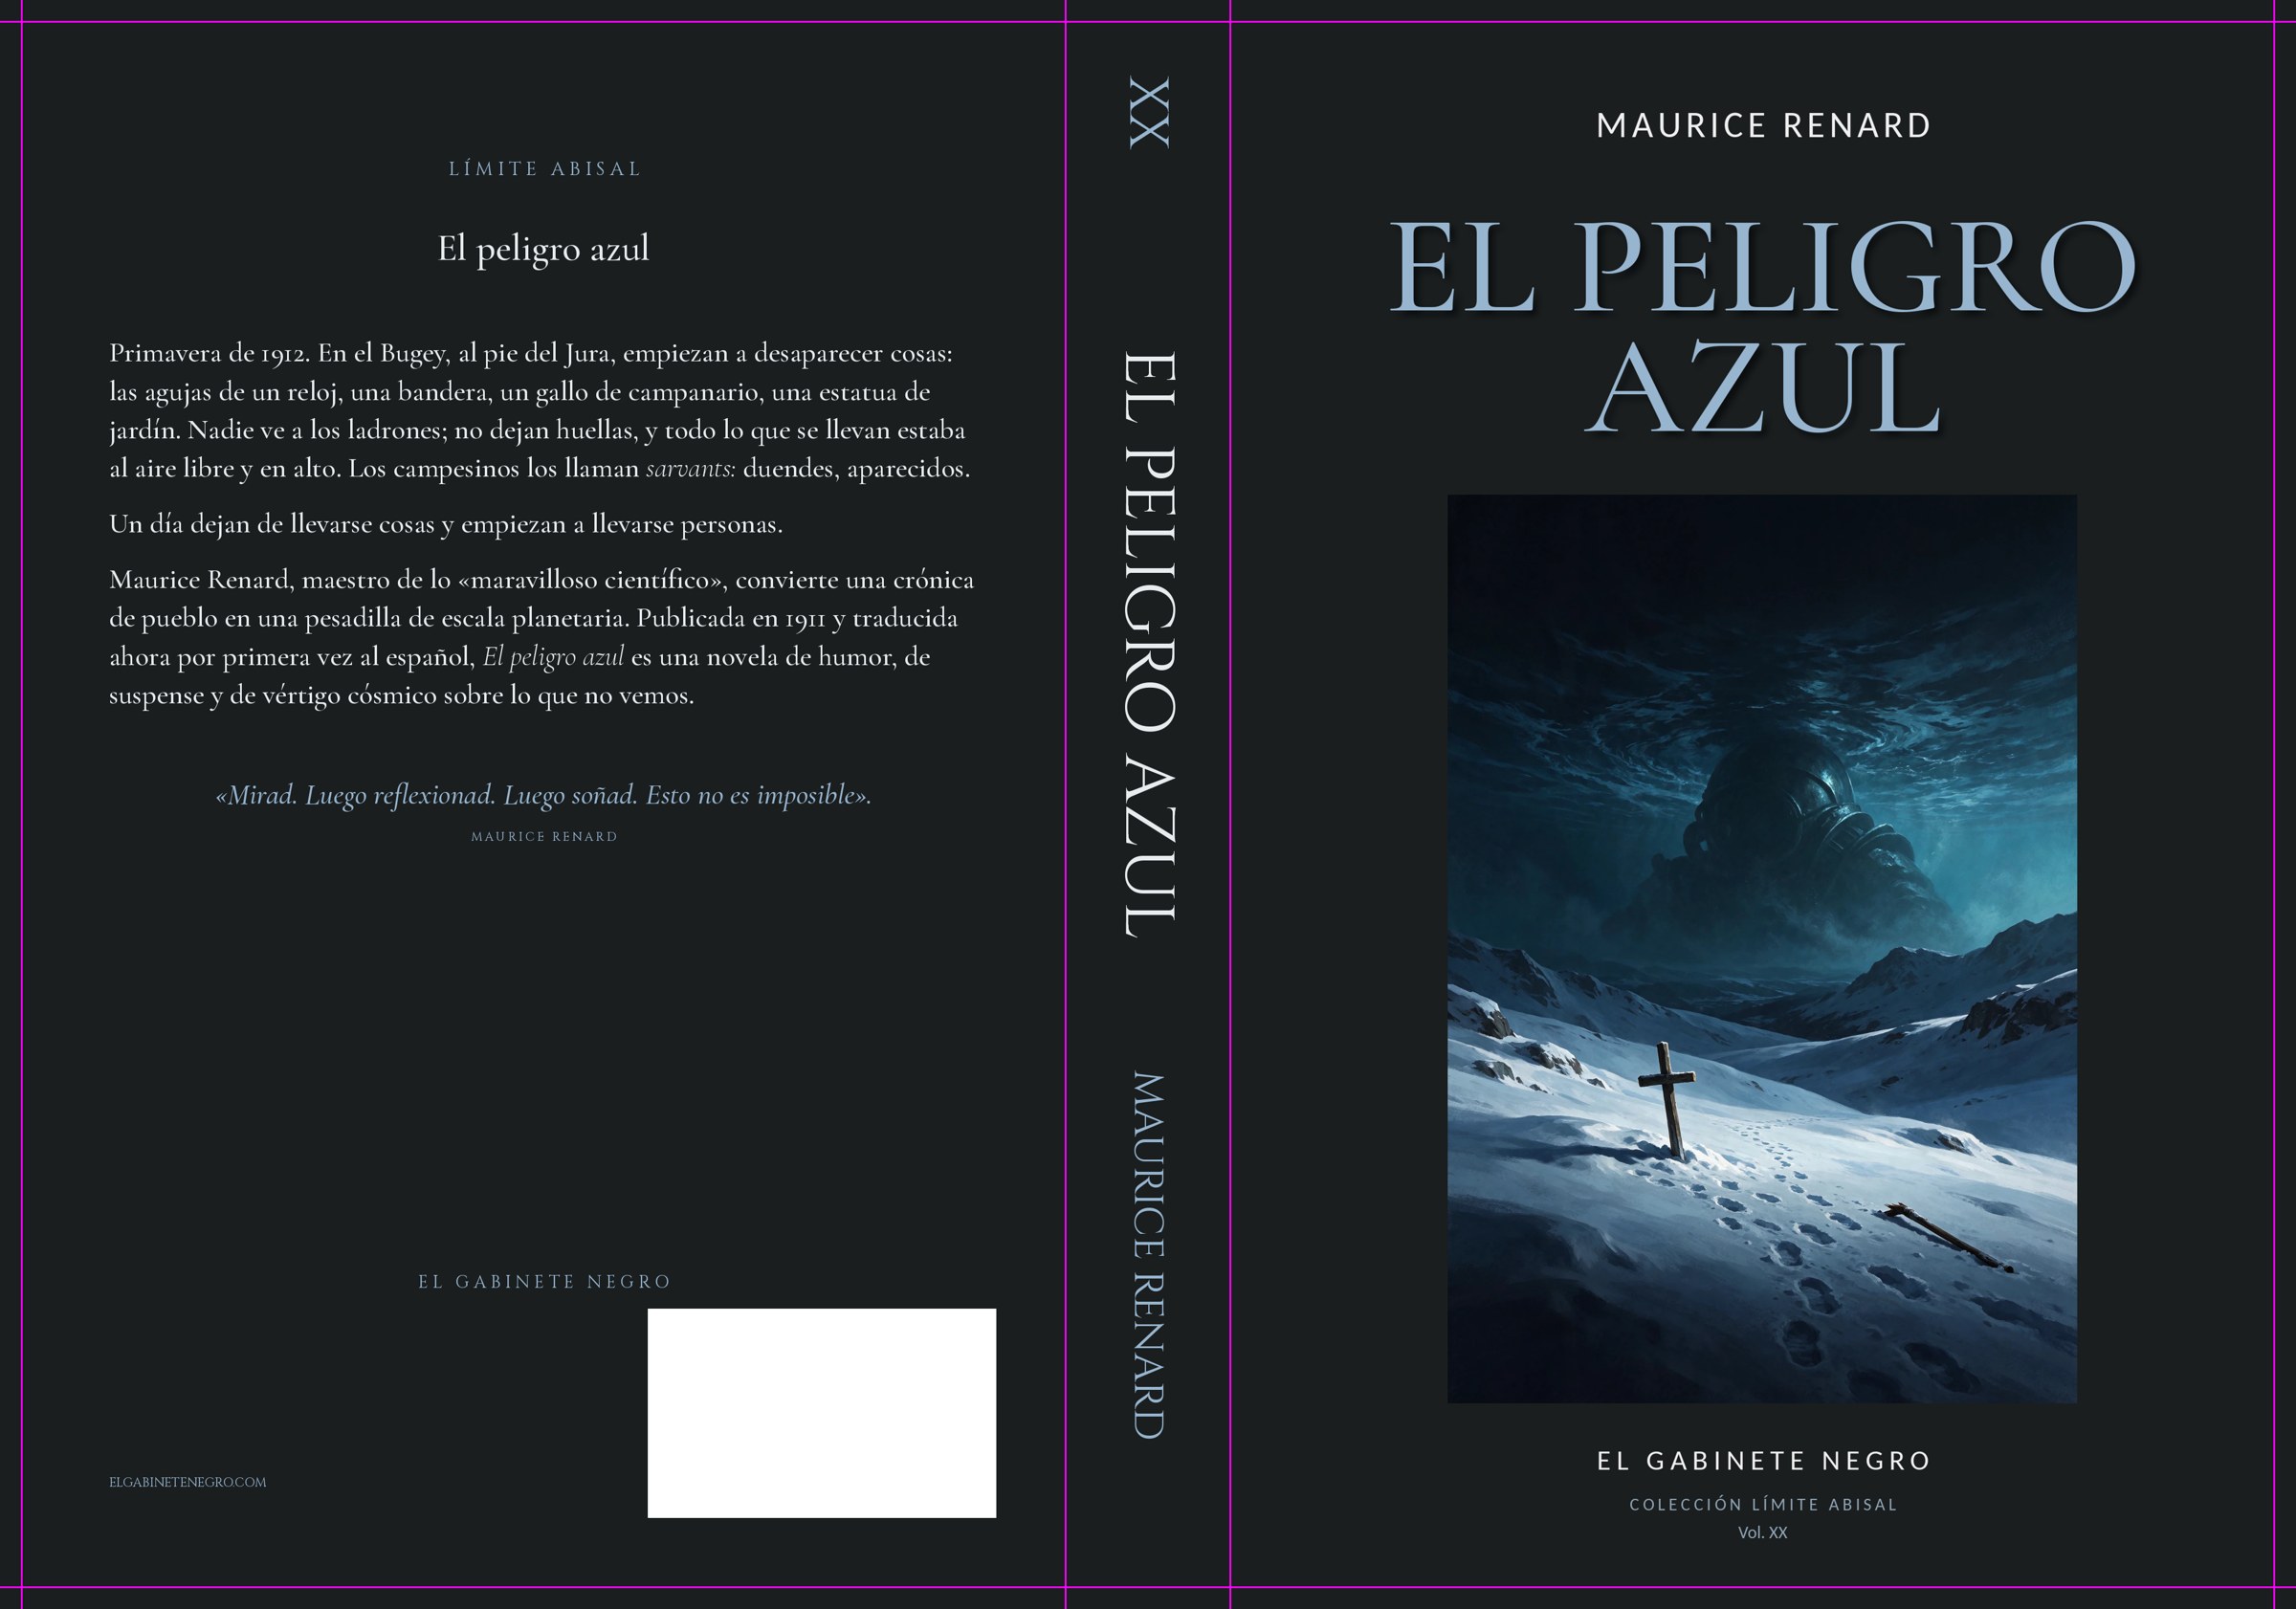 LÍMITE ABISAL
El peligro azul
Primavera de 1912. En el Bugey, al pie del Jura, empiezan a desaparecer cosas:
las agujas de un reloj, una bandera, un gallo de campanario, una estatua de
jardín. Nadie ve a los ladrones; no dejan huellas, y todo lo que se llevan estaba
al aire libre y en alto. Los campesinos los llaman sarvants: duendes, aparecidos.
Un día dejan de llevarse cosas y empiezan a llevarse personas.
Maurice Renard, maestro de lo «maravilloso científico», convierte una crónica
de pueblo en una pesadilla de escala planetaria. Publicada en 1911 y traducida
ahora por primera vez al español, El peligro azul es una novela de humor, de
suspense y de vértigo cósmico sobre lo que no vemos.
«Mirad. Luego reflexionad. Luego soñad. Esto no es imposible».
MAURICE RENARD
EL GABINETE NEGRO
ELGABINETENEGRO.COM
XX
EL PELIGRO AZUL
MAURICE RENARD
MAURICE RENARD
EL PELIGRO
AZUL
EL GABINETE NEGRO
COLECCIÓN LÍMITE ABISAL
Vol. XX